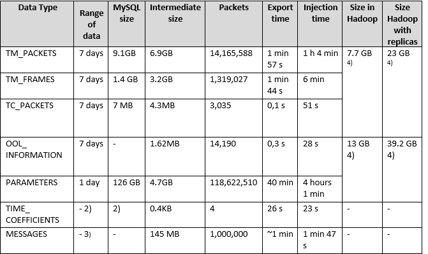 Data Type Range of data MySQL size Intermediate size Packets Export time Injection time Size in Hadoop Size Hadoop with replicas
TM_PACKETS 7 days 9.1GB 6.9GB 14,165,588 1 min 57 s 1 h 4 min 7.7 GB 4) 23 GB 4)
TM_FRAMES 7 days 1.4 GB 3.2GB 1,319,027 1 min 44 s 6 min
TC_PACKETS 7 days 7 MB 4.3MB 3,035 0,1 s 51 s
OOL_ INFORMATION 7 days - 1.62MB 14,190 0,3 s 28 s 13 GB 4) 39.2 GB 4)
PARAMETERS 1 day 126 GB 4.7GB 118,622,510 40 min 4 hours 1 min
TIME_ COEFFICIENTS - 2) 2) 0.4KB 4 26 s 23 s - -
MESSAGES - 3) - 145 MB 1,000,000 ~1 min 1 min 47 s - -